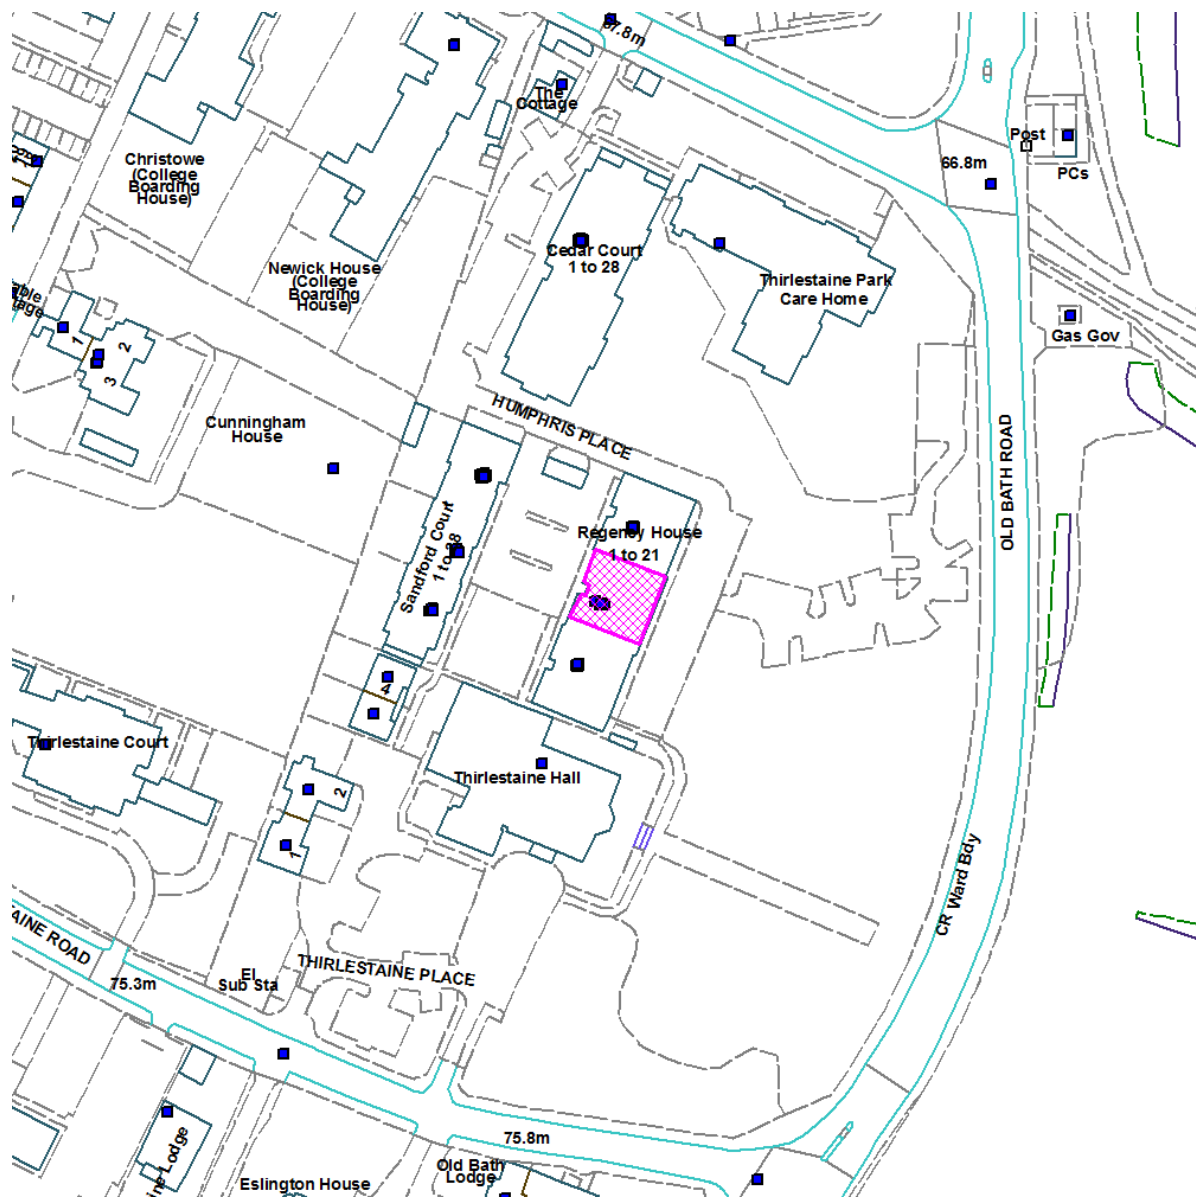 67.8m
The
Cottage
Post
66.8m
PCs
Christowe
(College
Boarding
House)
Cedar Court
1 to 28
Newick House
(College
Boarding
House)
Thirlestaine Park
Care Home
Gas Gov
1
2
3
HUMPHRIS PLACE
Cunningham
House
OLD BATH ROAD
Sandford Court
Regency House
1 to 21
4
Thirlestaine Court
Thirlestaine Hall
2
1
CR Ward Bdy
AINE ROAD
75.3m
El
Sub Sta
THIRLESTAINE PLACE
75.8m
Old Bath
Lodge
Eslington House
ine Lodge